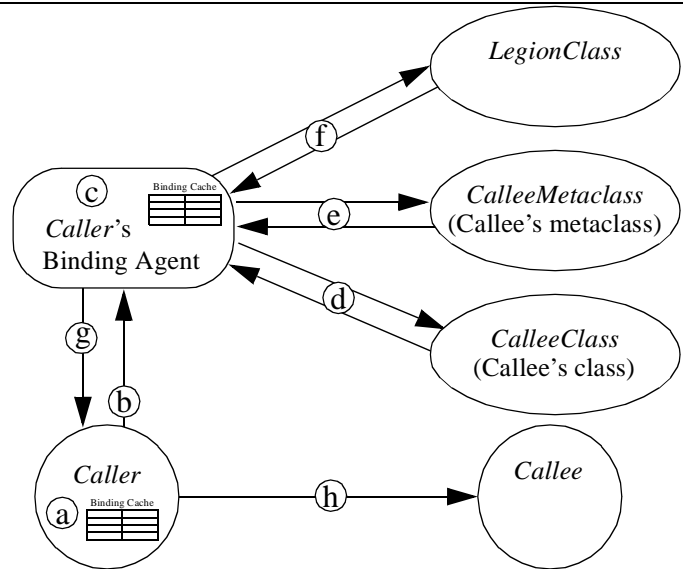 LegionClass
f
c
Binding Cache
Caller's
Binding Agent
e
CalleeMetaclass
(Callee's metaclass)
d
CalleeClass
(Callee's class)
g
b
Caller
a
Binding Cache
h
Callee